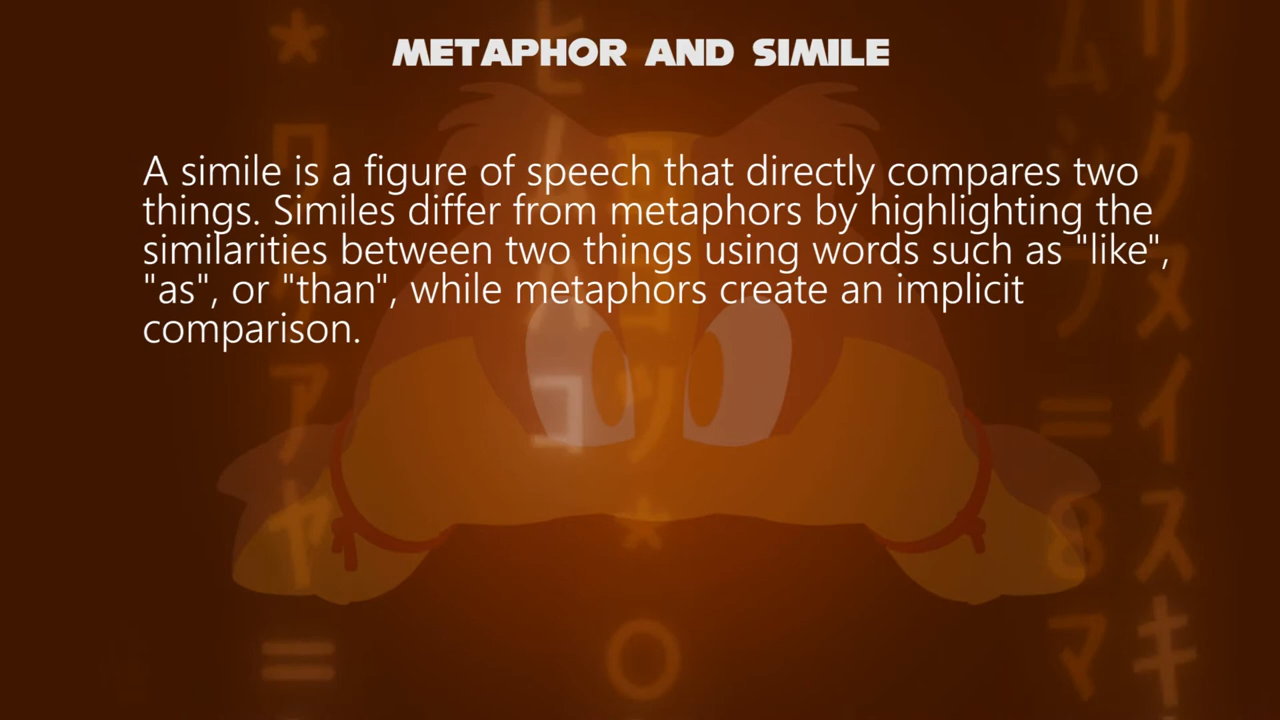 METAPHOR AND SIMILE
A simile is a figure of speech that directly compares two
things. Similes differ from metaphors by highlighting the
similarities between two things using words such as "like",
"as", or "than", while metaphors create an implicit
comparison.